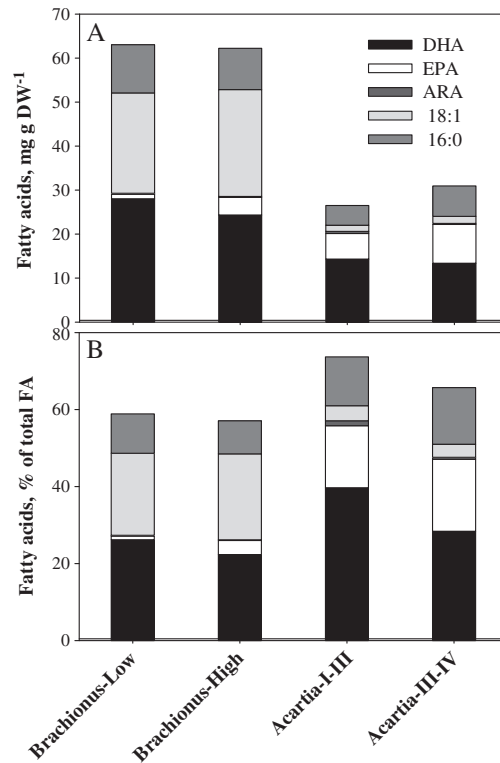 A
DHA
EPA
ARA
18:1
16:0
Fatty acids, mg g DW⁻¹
70
60
50
40
30
20
10
0
B
Fatty acids, % of total FA
80
60
40
20
0
Brachionus-Low
Brachionus-High
Acartia-I-III
Acartia-III-IV